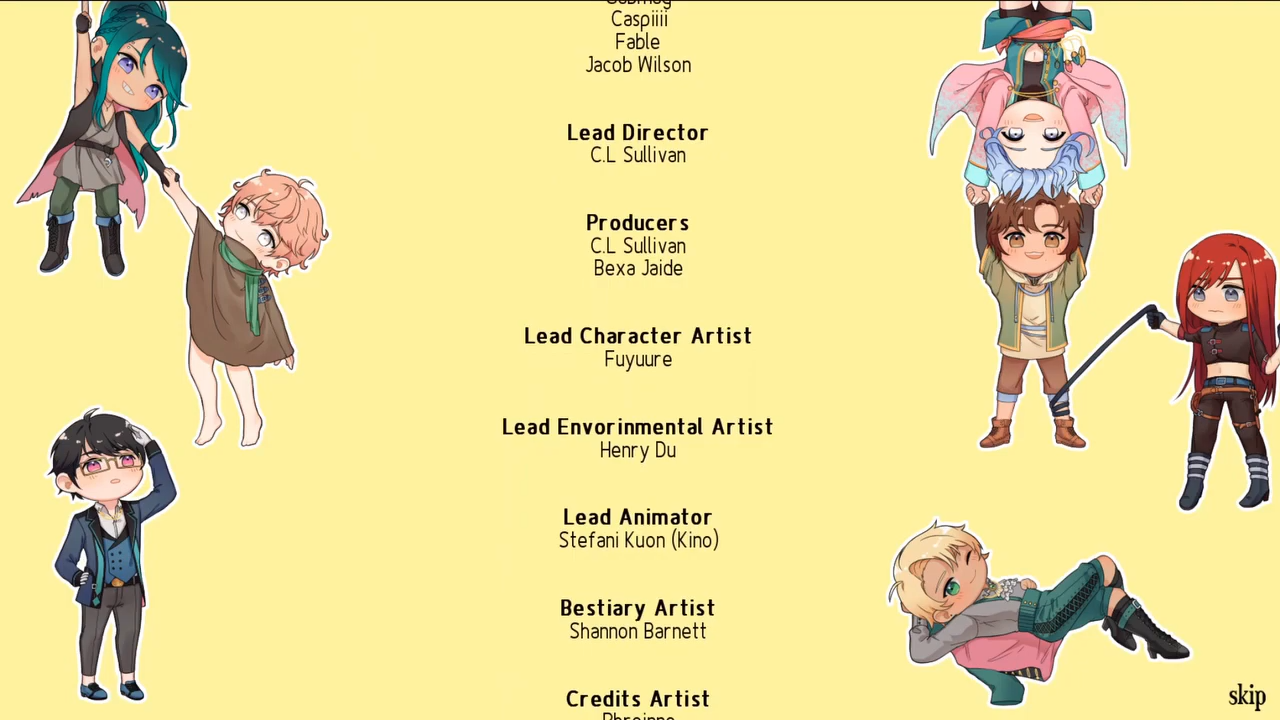 Caspiiii
Fable
Jacob Wilson
Lead Director
C.L Sullivan
Producers
C.L Sullivan
Bexa Jaide
Lead Character Artist
Fuyuure
Lead Envorinmental Artist
Henry Du
Lead Animator
Stefani Kuon (Kino)
Bestiary Artist
Shannon Barnett
Credits Artist
skip